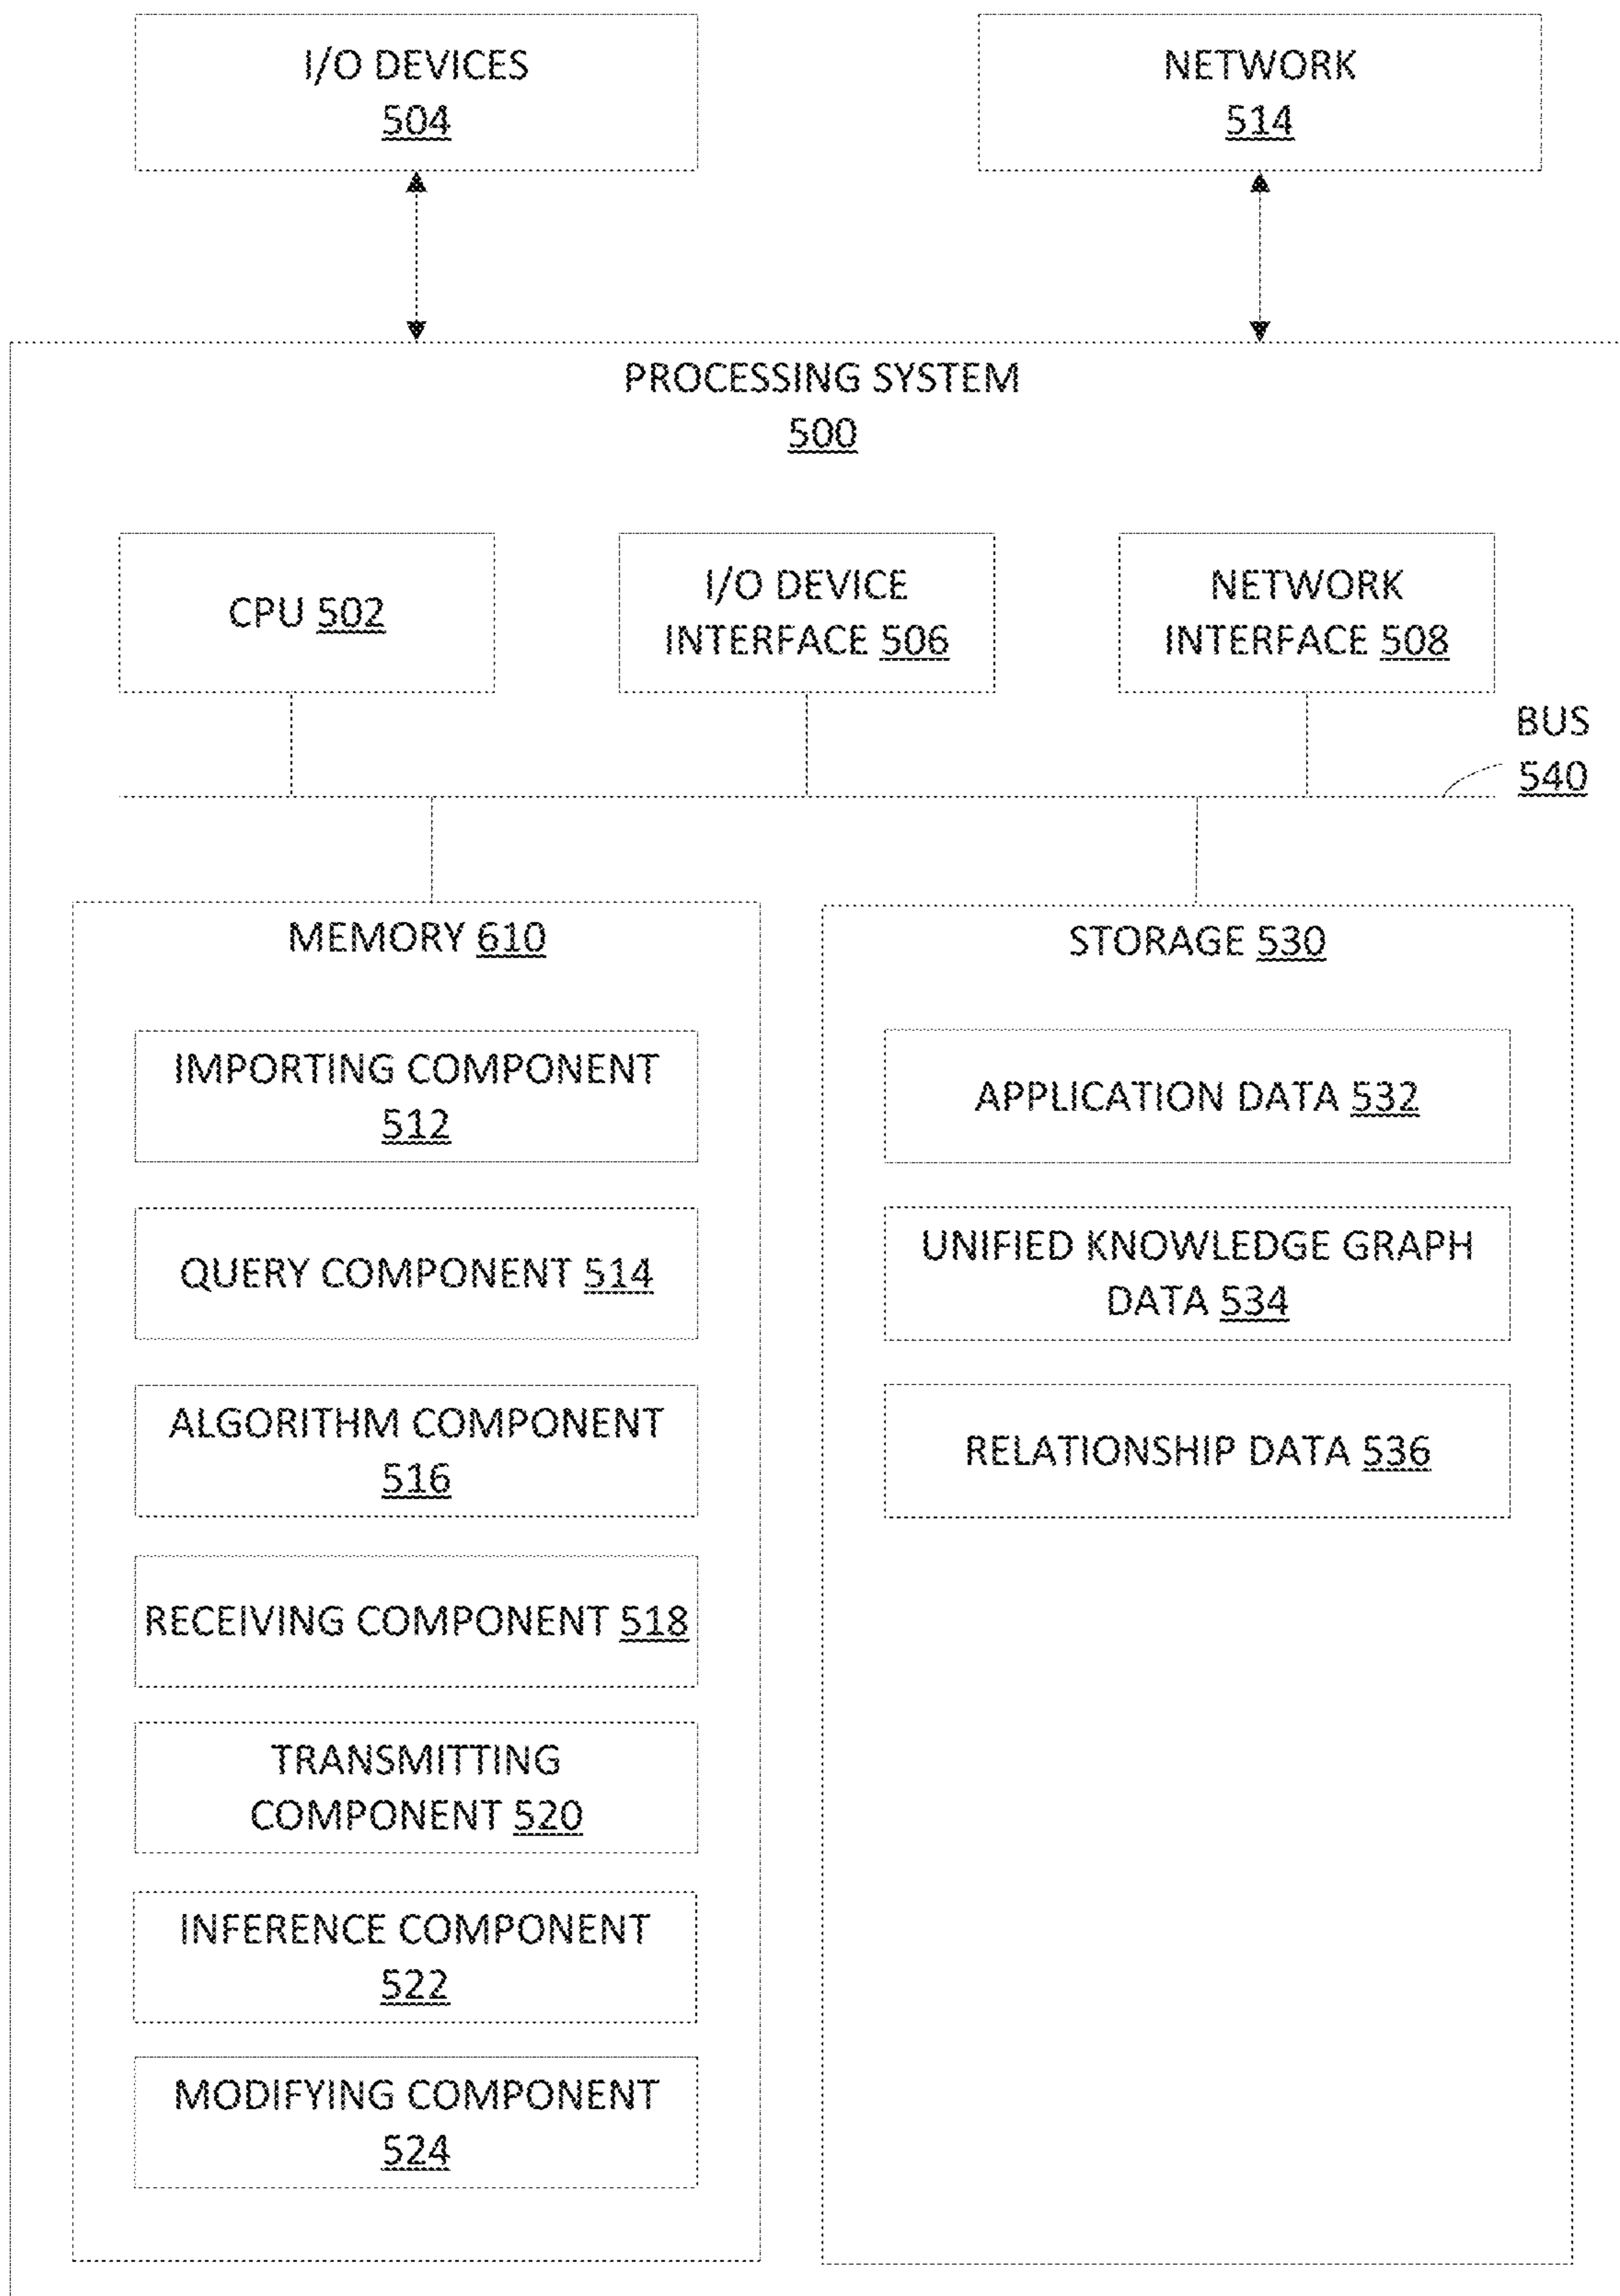 I/O DEVICES
504
NETWORK
514
PROCESSING SYSTEM
500
CPU 502
I/O DEVICE
INTERFACE 506
NETWORK
INTERFACE 508
BUS
540
MEMORY 610
IMPORTING COMPONENT
512
QUERY COMPONENT 514
ALGORITHM COMPONENT
516
RECEIVING COMPONENT 518
TRANSMITTING
COMPONENT 520
INFERENCE COMPONENT
522
MODIFYING COMPONENT
524
STORAGE 530
APPLICATION DATA 532
UNIFIED KNOWLEDGE GRAPH
DATA 534
RELATIONSHIP DATA 536